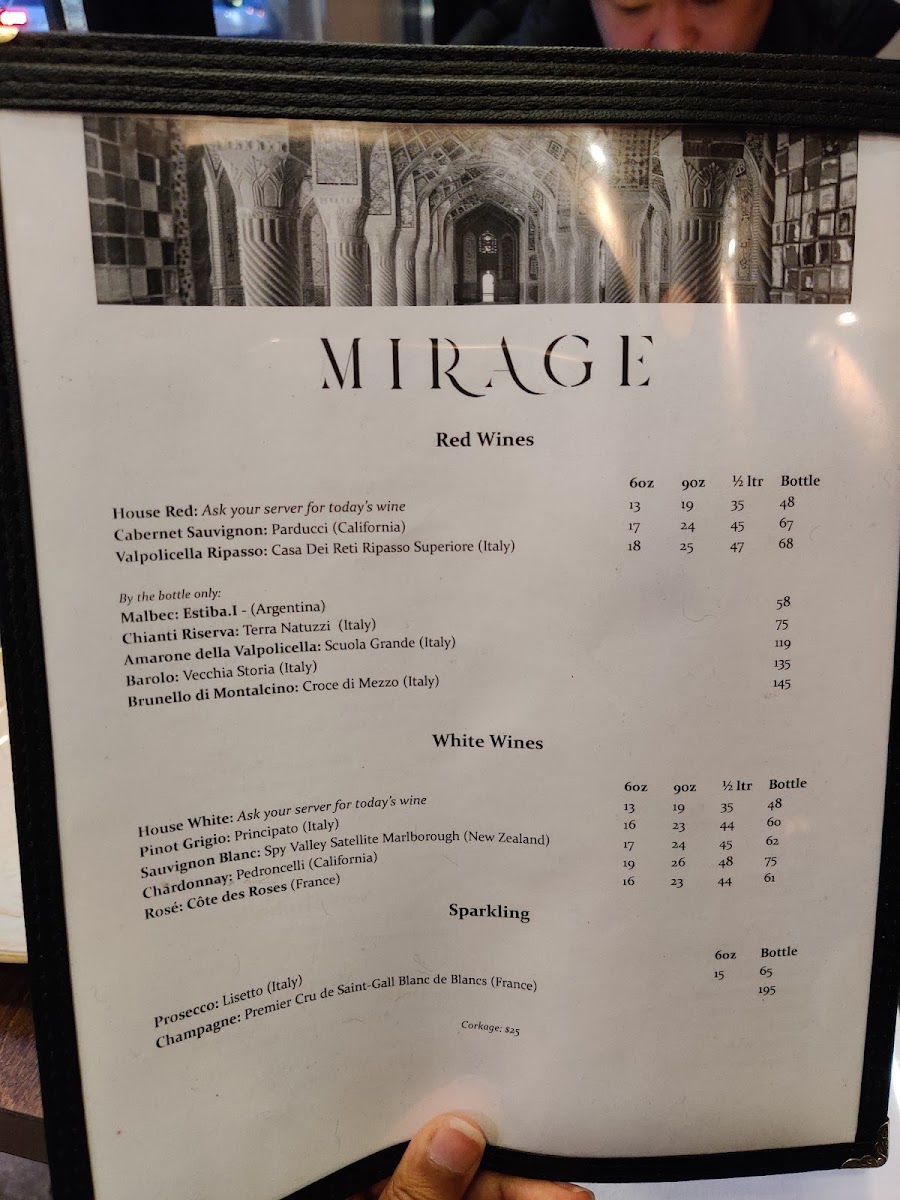 MIRAGE
Red Wines
6oz 9oz ½ ltr Bottle
House Red: Ask your server for today's wine 13 19 35 48
Cabernet Sauvignon: Parducci (California) 17 24 45 67
Valpolicella Ripasso: Casa Dei Reti Ripasso Superiore (Italy) 18 25 47 68
By the bottle only:
Malbec: Estiba.I - (Argentina) 58
Chianti Riserva: Terra Natuzzi (Italy) 75
Amarone della Valpolicella: Scuola Grande (Italy) 119
Barolo: Vecchia Storia (Italy) 135
Brunello di Montalcino: Croce di Mezzo (Italy) 145
White Wines
6oz 9oz ½ ltr Bottle
House White: Ask your server for today's wine 13 19 35 48
Pinot Grigio: Principato (Italy) 16 23 44 60
Sauvignon Blanc: Spy Valley Satellite Marlborough (New Zealand) 17 24 45 62
Chardonnay: Pedroncelli (California) 19 26 48 75
Rosé: Côte des Roses (France) 16 23 44 61
Sparkling
6oz Bottle
Prosecco: Lisetto (Italy) 15 65
Champagne: Premier Cru de Saint-Gall Blanc de Blancs (France) 195
Corkage: $25